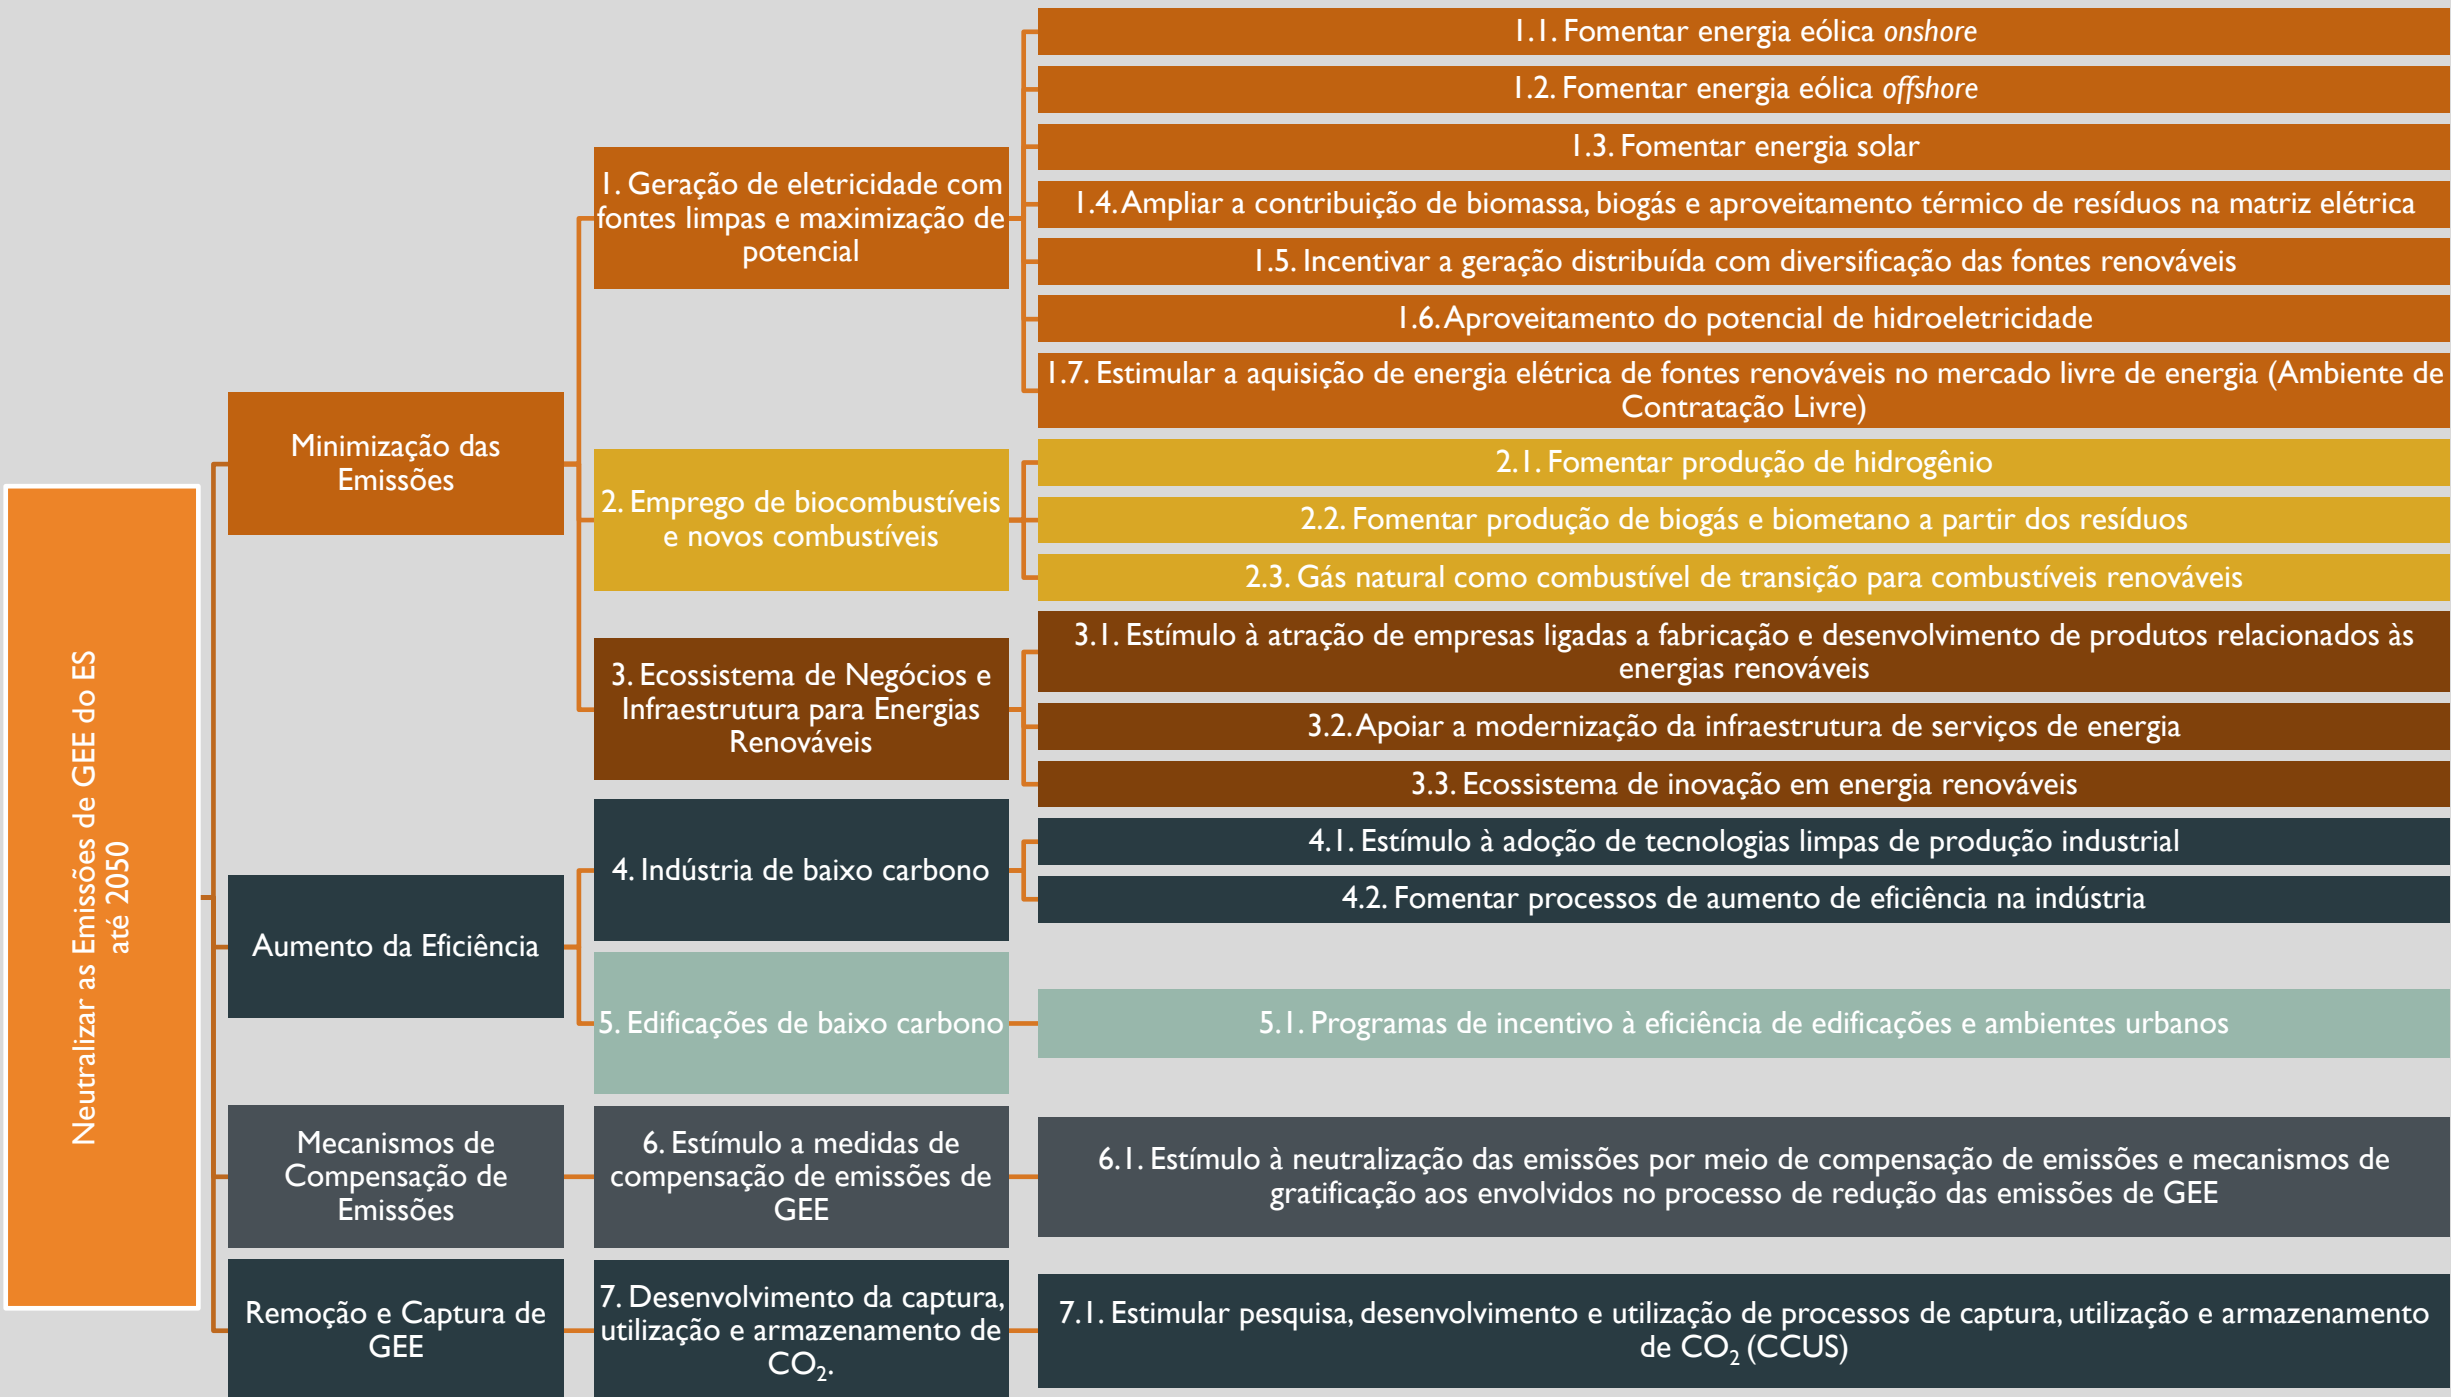 Neutralizar as Emissões de GEE do ES
até 2050
Minimização das
Emissões
1. Geração de eletricidade com
fontes limpas e maximização de
potencial
1.1. Fomentar energia eólica onshore
1.2. Fomentar energia eólica offshore
1.3. Fomentar energia solar
1.4. Ampliar a contribuição de biomassa, biogás e aproveitamento térmico de resíduos na matriz elétrica
1.5. Incentivar a geração distribuída com diversificação das fontes renováveis
1.6. Aproveitamento do potencial de hidroeletricidade
1.7. Estimular a aquisição de energia elétrica de fontes renováveis no mercado livre de energia (Ambiente de
Contratação Livre)
2. Emprego de biocombustíveis
e novos combustíveis
2.1. Fomentar produção de hidrogênio
2.2. Fomentar produção de biogás e biometano a partir dos resíduos
2.3. Gás natural como combustível de transição para combustíveis renováveis
3. Ecossistema de Negócios e
Infraestrutura para Energias
Renováveis
3.1. Estímulo à atração de empresas ligadas a fabricação e desenvolvimento de produtos relacionados às
energias renováveis
3.2. Apoiar a modernização da infraestrutura de serviços de energia
3.3. Ecossistema de inovação em energia renováveis
Aumento da Eficiência
4. Indústria de baixo carbono
4.1. Estímulo à adoção de tecnologias limpas de produção industrial
4.2. Fomentar processos de aumento de eficiência na indústria
5. Edificações de baixo carbono
5.1. Programas de incentivo à eficiência de edificações e ambientes urbanos
Mecanismos de
Compensação de
Emissões
6. Estímulo a medidas de
compensação de emissões de
GEE
6.1. Estímulo à neutralização das emissões por meio de compensação de emissões e mecanismos de
gratificação aos envolvidos no processo de redução das emissões de GEE
Remoção e Captura de
GEE
7. Desenvolvimento da captura,
utilização e armazenamento de
CO₂.
7.1. Estimular pesquisa, desenvolvimento e utilização de processos de captura, utilização e armazenamento
de CO₂ (CCUS)